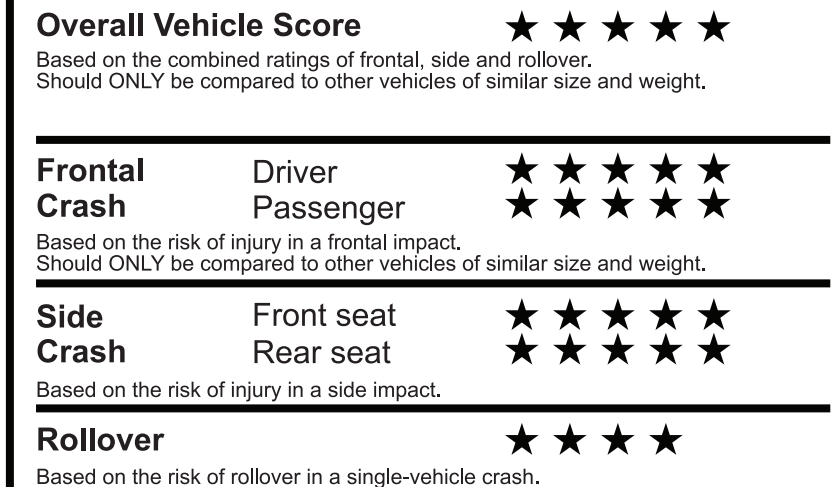 Overall Vehicle Score ★ ★ ★ ★ ★
Based on the combined ratings of frontal, side and rollover.
Should ONLY be compared to other vehicles of similar size and weight.
Frontal Driver ★ ★ ★ ★ ★
Crash Passenger ★ ★ ★ ★ ★
Based on the risk of injury in a frontal impact.
Should ONLY be compared to other vehicles of similar size and weight.
Side Front seat ★ ★ ★ ★ ★
Crash Rear seat ★ ★ ★ ★ ★
Based on the risk of injury in a side impact.
Rollover ★ ★ ★ ★
Based on the risk of rollover in a single-vehicle crash.